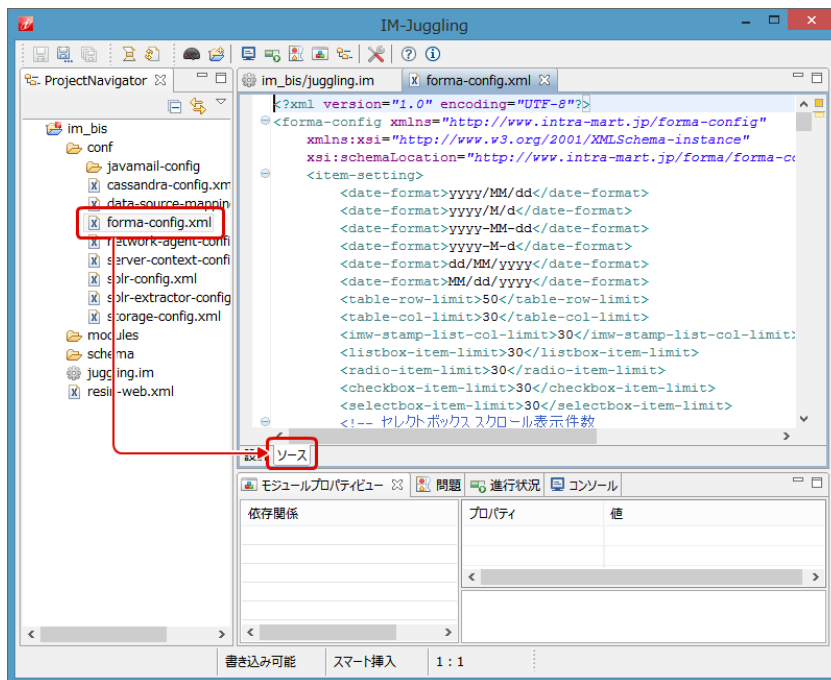 IM-Juggling
ProjectNavigator
im_bis
conf
javamail-config
cassandra-config.xm
data-source-mappin
forma-config.xml
network-agent-confi
server-context-confi
solr-config.xml
solr-extractor-config
storage-config.xml
modules
schema
juggling.im
resin-web.xml
im_bis/juggling.im
forma-config.xml
<?xml version="1.0" encoding="UTF-8"?>
<forma-config xmlns="http://www.intra-mart.jp/forma-config"
xmlns:xsi="http://www.w3.org/2001/XMLSchema-instance"
xsi:schemaLocation="http://www.intra-mart.jp/forma/forma-co
<item-setting>
<date-format>yyyy/MM/dd</date-format>
<date-format>yyyy/M/d</date-format>
<date-format>yyyy-MM-dd</date-format>
<date-format>yyyy-M-d</date-format>
<date-format>dd/MM/yyyy</date-format>
<date-format>MM/dd/yyyy</date-format>
<table-row-limit>50</table-row-limit>
<table-col-limit>30</table-col-limit>
<imw-stamp-list-col-limit>30</imw-stamp-list-col-limit>
<listbox-item-limit>30</listbox-item-limit>
<radio-item-limit>30</radio-item-limit>
<checkbox-item-limit>30</checkbox-item-limit>
<selectbox-item-limit>30</selectbox-item-limit>
<!-- セレクトボックス スクロール表示件数
ソース
モジュールプロパティビュー
問題
進行状況
コンソール
依存関係
プロパティ
値
書き込み可能
スマート挿入
1 : 1